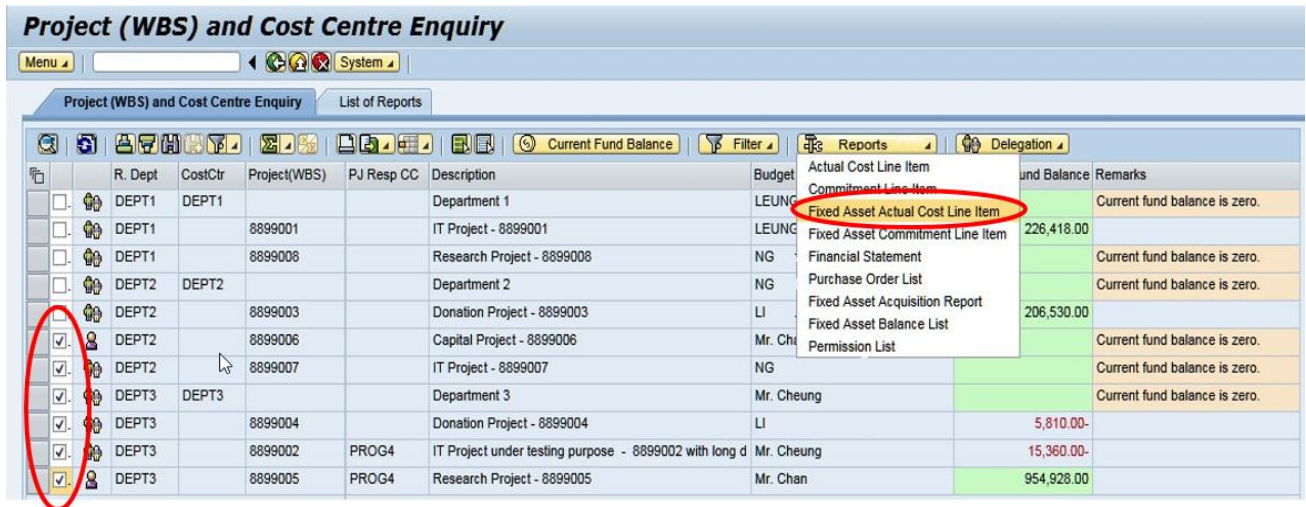 Project (WBS) and Cost Centre Enquiry
Menu System
Project (WBS) and Cost Centre Enquiry List of Reports
Current Fund Balance Filter Reports Delegation
R. Dept CostCtr Project(WBS) PJ Resp CC Description Budget und Balance Remarks
DEPT1 DEPT1 Department 1 LEUNG Current fund balance is zero.
DEPT1 8899001 IT Project - 8899001 LEUNG 226,418.00
DEPT1 8899008 Research Project - 8899008 NG Current fund balance is zero.
DEPT2 DEPT2 Department 2 NG Current fund balance is zero.
DEPT2 8899003 Donation Project - 8899003 LI 206,530.00
DEPT2 8899006 Capital Project - 8899006 Mr. Cha Current fund balance is zero.
DEPT2 8899007 IT Project - 8899007 NG Current fund balance is zero.
DEPT3 DEPT3 Department 3 Mr. Cheung Current fund balance is zero.
DEPT3 8899004 Donation Project - 8899004 LI 5,810.00-
DEPT3 8899002 PROG4 IT Project under testing purpose - 8899002 with long d Mr. Cheung 15,360.00-
DEPT3 8899005 PROG4 Research Project - 8899005 Mr. Chan 954,928.00
Actual Cost Line Item
Commitment Line Item
Fixed Asset Actual Cost Line Item
Fixed Asset Commitment Line Item
Financial Statement
Purchase Order List
Fixed Asset Acquisition Report
Fixed Asset Balance List
Permission List